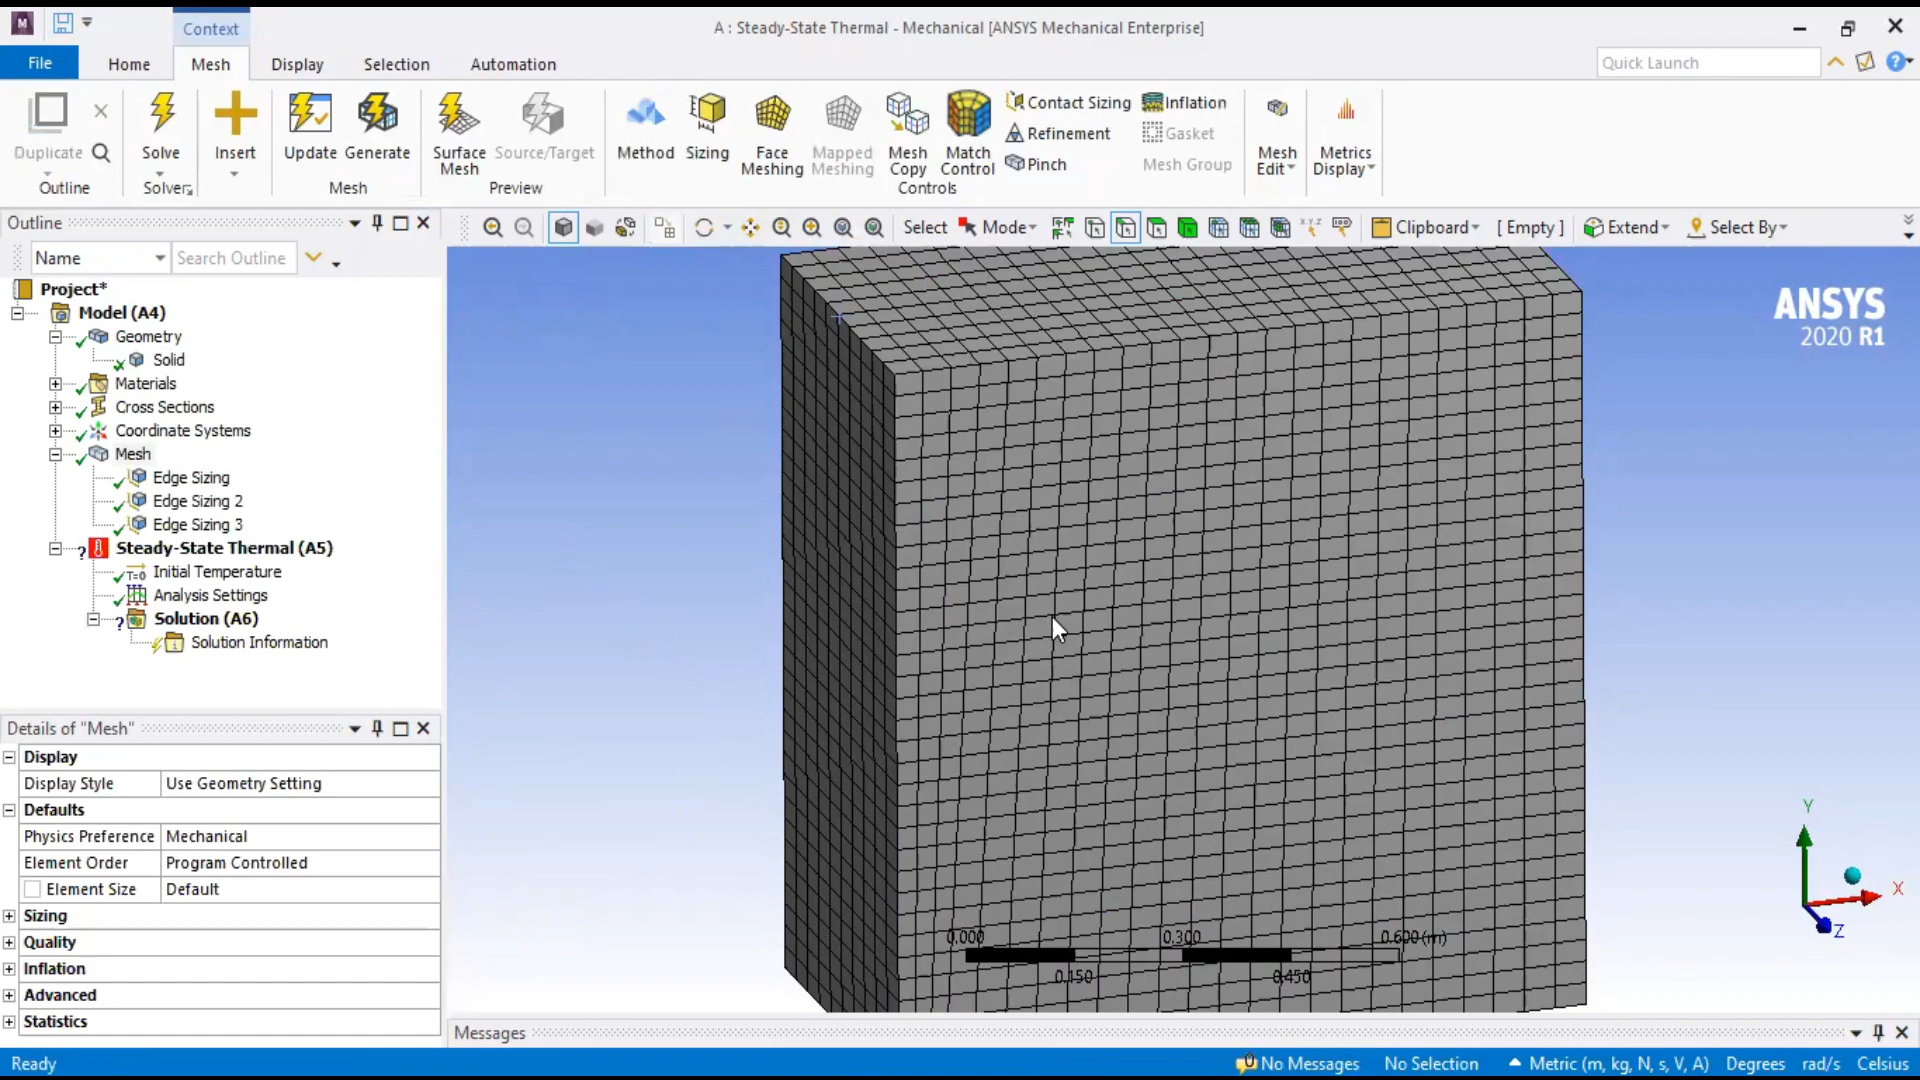 Context
A : Steady-State Thermal - Mechanical [ANSYS Mechanical Enterprise]
File Home Mesh Display Selection Automation
Quick Launch
Duplicate
Outline
Solve
Solver
Insert
Update Generate
Mesh
Surface Mesh
Source/Target
Preview
Method Sizing
Face Meshing
Mapped Meshing
Mesh Copy
Match Control
Contact Sizing
Refinement
Pinch
Inflation
Gasket
Mesh Group
Controls
Mesh Edit
Metrics Display
Outline
Name
Search Outline
Select Mode
Clipboard [ Empty ] Extend Select By
Project*
Model (A4)
Geometry
Solid
Materials
Cross Sections
Coordinate Systems
Mesh
Edge Sizing
Edge Sizing 2
Edge Sizing 3
Steady-State Thermal (A5)
T=0 Initial Temperature
Analysis Settings
Solution (A6)
Solution Information
ANSYS
2020 R1
Details of "Mesh"
Display
Display Style Use Geometry Setting
Defaults
Physics Preference Mechanical
Element Order Program Controlled
Element Size Default
Sizing
Quality
Inflation
Advanced
Statistics
0.000 0.300 0.600 (m)
0.150 0.450
Y
X
Z
Messages
Ready
No Messages No Selection Metric (m, kg, N, s, V, A) Degrees rad/s Celsius